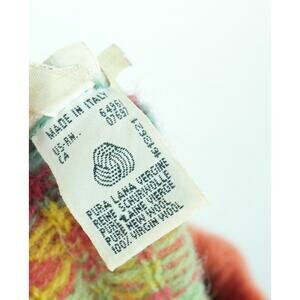 MADE IN ITALY
US-RN..
CA
PURA LANA VERGINE
REINE SCHURWOLLE
PURE LAINE VIERGE
PURE NEW WOOL
100% VIRGIN WOOL